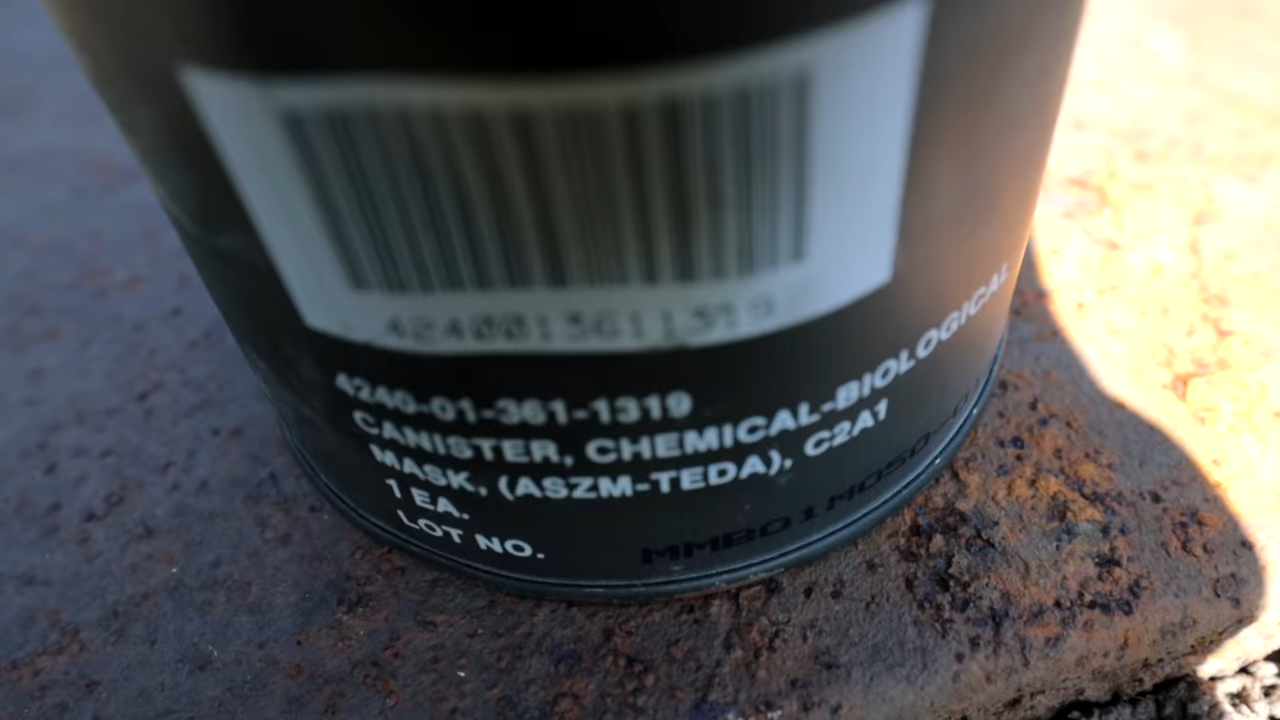 4240013611319
4240-01-361-1319
CANISTER, CHEMICAL-BIOLOGICAL
MASK, (ASZM-TEDA), C2A1
1 EA.
LOT NO.